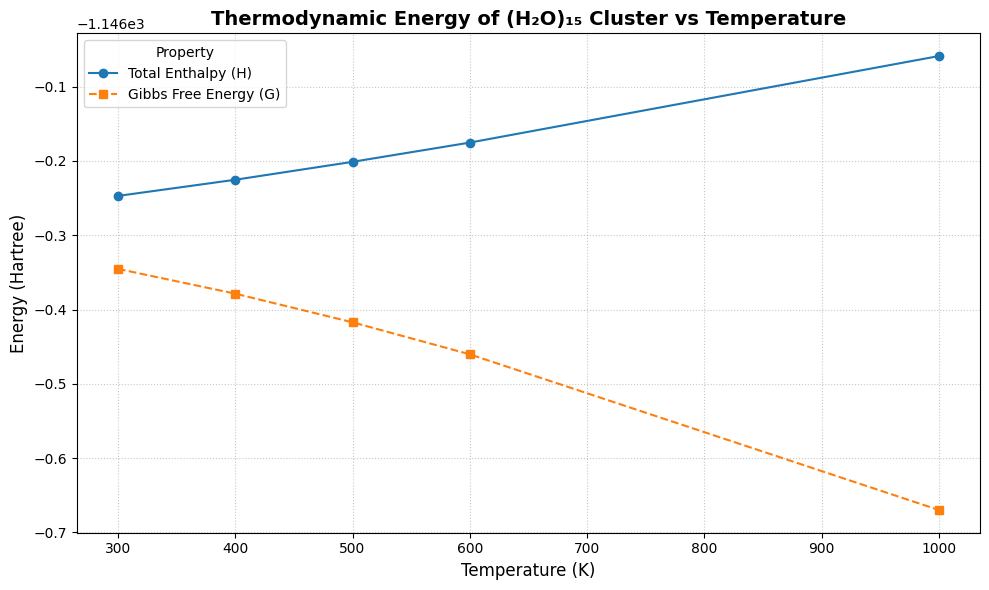 Thermodynamic Energy of (H₂O)₁₅ Cluster vs Temperature
−1.146e3
Property
Total Enthalpy (H)
Gibbs Free Energy (G)
−0.1
−0.2
−0.3
−0.4
−0.5
−0.6
−0.7
Energy (Hartree)
300 400 500 600 700 800 900 1000
Temperature (K)